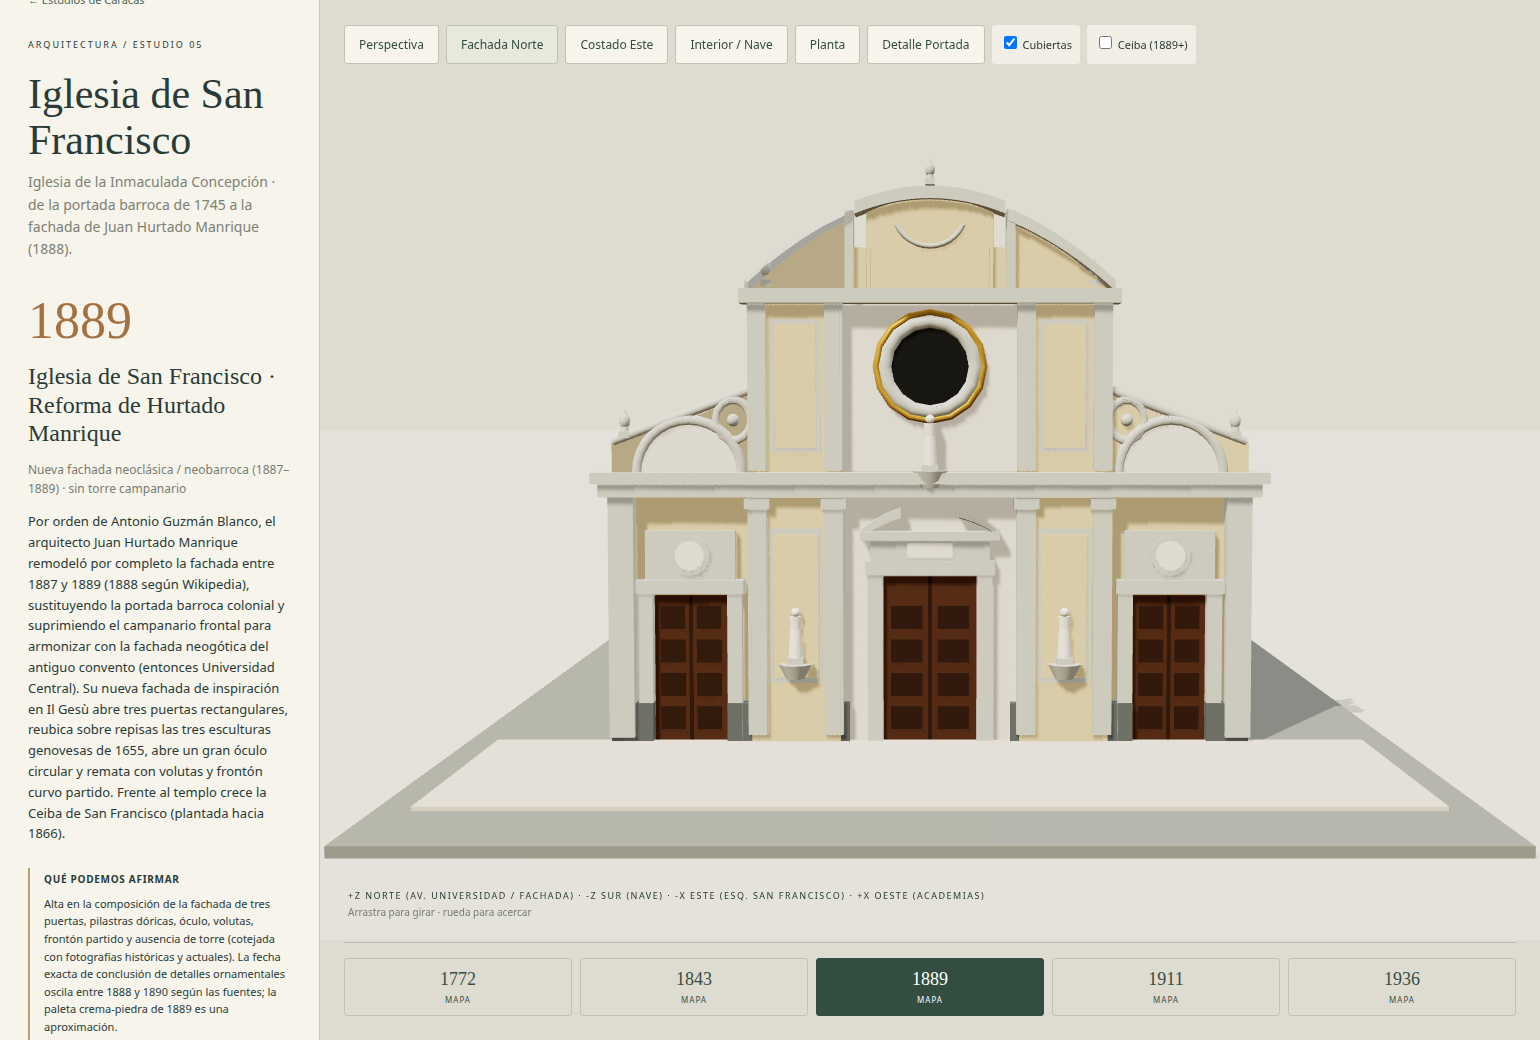 ← Estudios de Caracas
ARQUITECTURA / ESTUDIO 05
Iglesia de San
Francisco
Iglesia de la Inmaculada Concepción ·
de la portada barroca de 1745 a la
fachada de Juan Hurtado Manrique
(1888).
1889
Iglesia de San Francisco ·
Reforma de Hurtado
Manrique
Nueva fachada neoclásica / neobarroca (1887–
1889) · sin torre campanario
Por orden de Antonio Guzmán Blanco, el
arquitecto Juan Hurtado Manrique
remodeló por completo la fachada entre
1887 y 1889 (1888 según Wikipedia),
sustituyendo la portada barroca colonial y
suprimiendo el campanario frontal para
armonizar con la fachada neogótica del
antiguo convento (entonces Universidad
Central). Su nueva fachada de inspiración
en Il Gesù abre tres puertas rectangulares,
reubica sobre repisas las tres esculturas
genovesas de 1655, abre un gran óculo
circular y remata con volutas y frontón
curvo partido. Frente al templo crece la
Ceiba de San Francisco (plantada hacia
1866).
QUÉ PODEMOS AFIRMAR
Alta en la composición de la fachada de tres
puertas, pilastras dóricas, óculo, volutas,
frontón partido y ausencia de torre (cotejada
con fotografías históricas y actuales). La fecha
exacta de conclusión de detalles ornamentales
oscila entre 1888 y 1890 según las fuentes; la
paleta crema-piedra de 1889 es una
aproximación.
Perspectiva
Fachada Norte
Costado Este
Interior / Nave
Planta
Detalle Portada
Cubiertas
Ceiba (1889+)
+Z NORTE (AV. UNIVERSIDAD / FACHADA) · -Z SUR (NAVE) · -X ESTE (ESQ. SAN FRANCISCO) · +X OESTE (ACADEMIAS)
Arrastra para girar · rueda para acercar
1772
MAPA
1843
MAPA
1889
MAPA
1911
MAPA
1936
MAPA